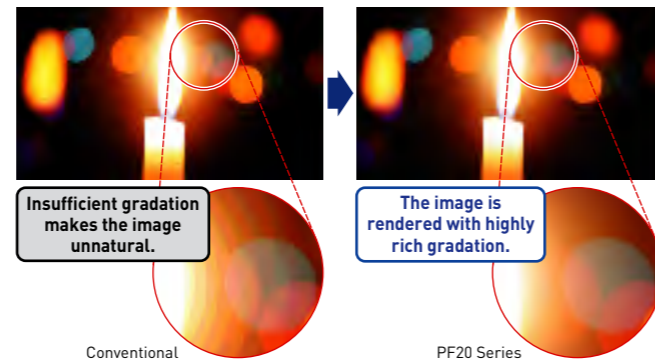 Insufficient gradation
makes the image
unnatural.
The image is
rendered with highly
rich gradation.
Conventional
PF20 Series